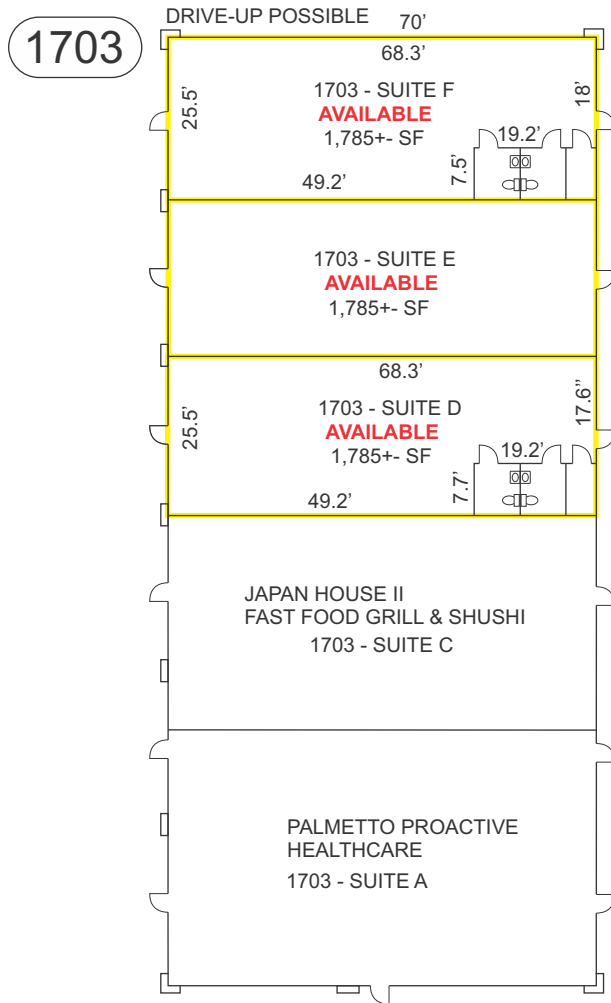 DRIVE-UP POSSIBLE
70’
1703
68.3’
25.5’
18’
1703 - SUITE F
AVAILABLE
1,785+- SF
19.2’
7.5’
49.2’
1703 - SUITE E
AVAILABLE
1,785+- SF
68.3’
25.5’
17.6”
1703 - SUITE D
AVAILABLE
1,785+- SF
19.2’
7.7’
49.2’
JAPAN HOUSE II
FAST FOOD GRILL & SHUSHI
1703 - SUITE C
PALMETTO PROACTIVE
HEALTHCARE
1703 - SUITE A